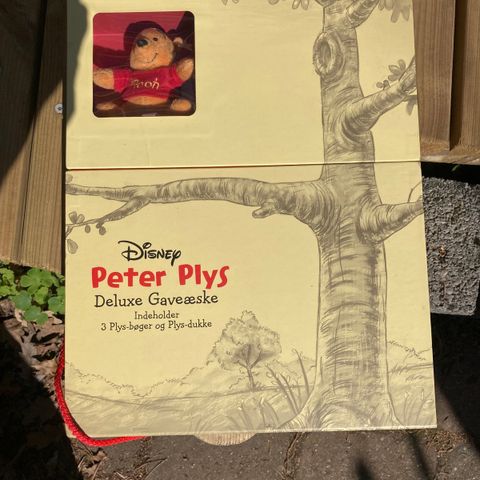 Pooh
Disney
Peter Plys
Deluxe Gaveæske
Indeholder
3 Plys-bøger og Plys-dukke